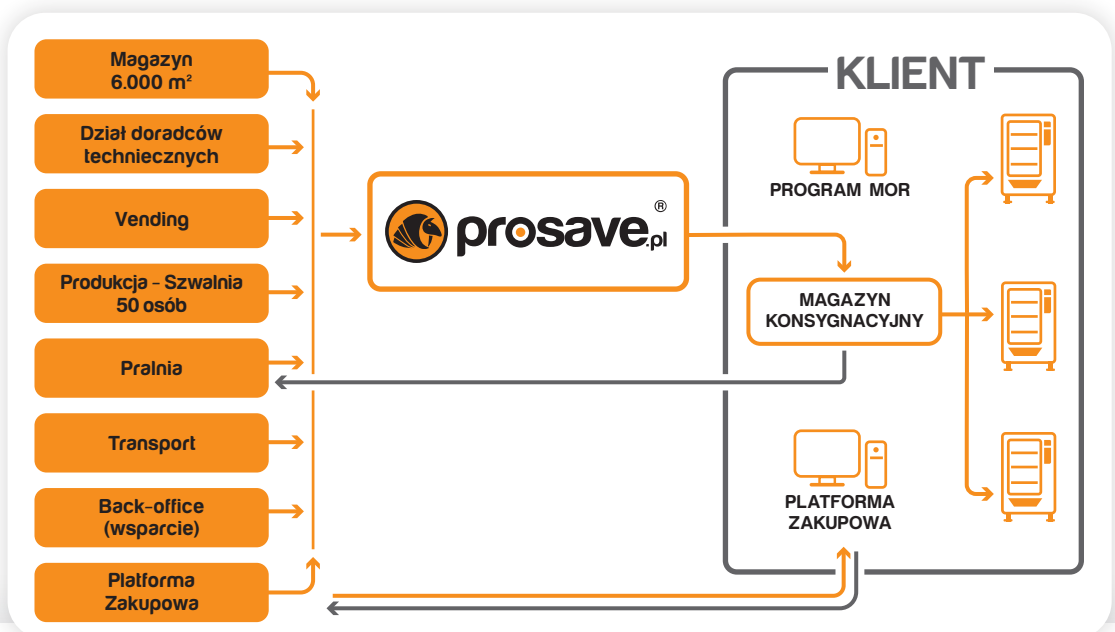 Magazyn
6.000 m²
Dział doradców
techniecznych
Vending
Produkcja - Szwalnia
50 osób
Pralnia
Transport
Back-office
(wsparcie)
Platforma
Zakupowa
prosave.pl®
KLIENT
PROGRAM MOR
MAGAZYN
KONSYGNACYJNY
PLATFORMA
ZAKUPOWA